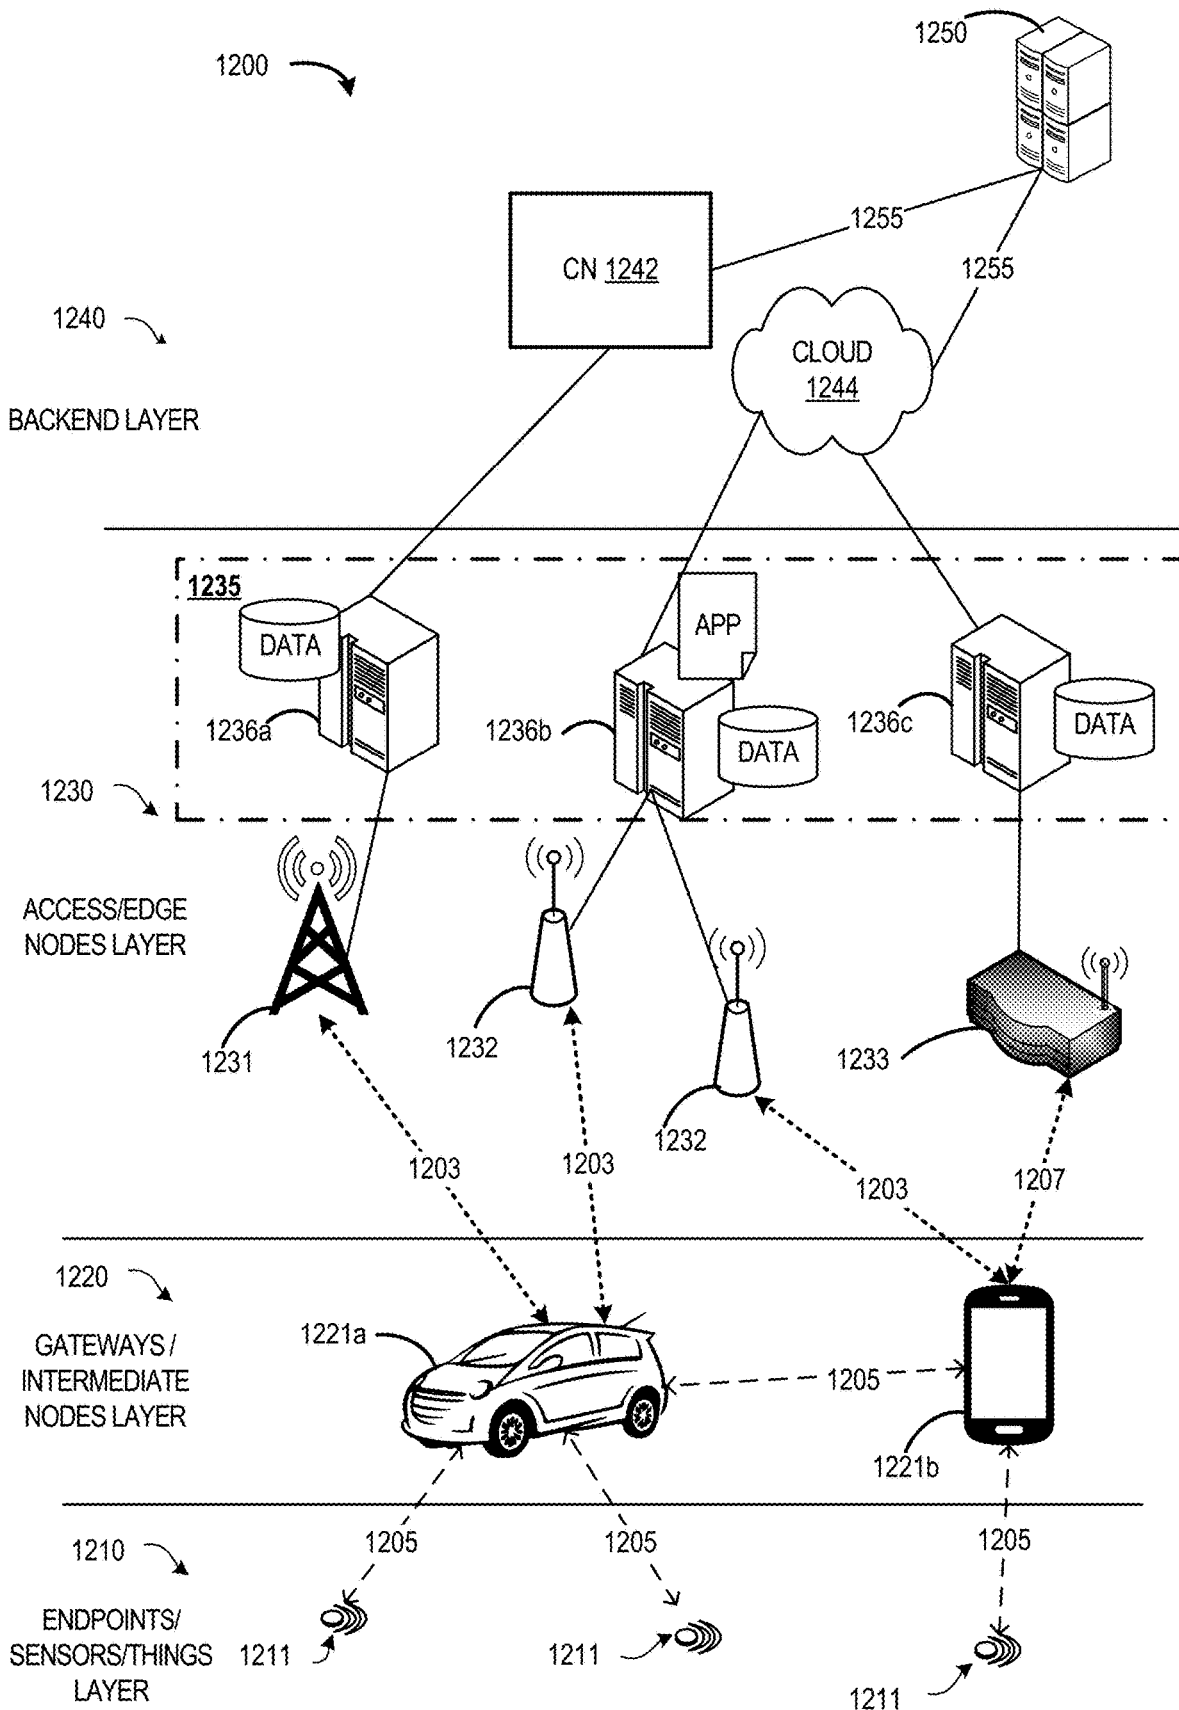 1250
1200
1255
CN 1242
1255
1240
CLOUD
1244
BACKEND LAYER
1235
APP
DATA
1236a
1236b
1236c
DATA
DATA
1230
ACCESS/EDGE
NODES LAYER
1231
1232
1233
1232
1203
1203
1203
1207
1220
1221a
GATEWAYS /
INTERMEDIATE
NODES LAYER
1205
1221b
1205
1205
1205
1210
ENDPOINTS/
SENSORS/THINGS
LAYER
1211
1211
1211